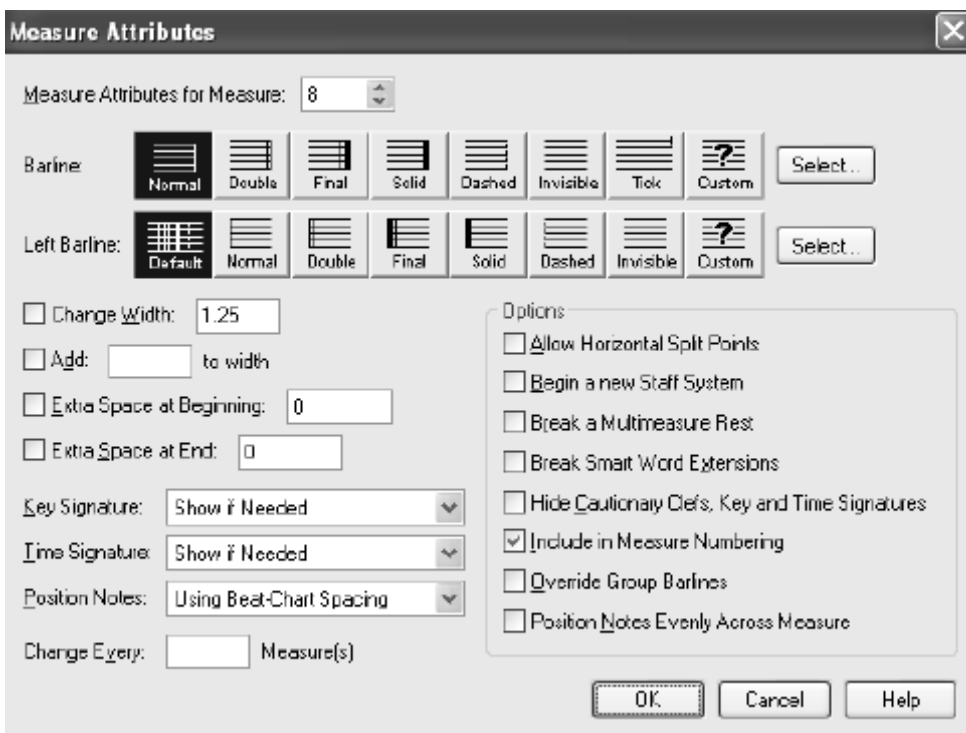 Measure Attributes
Measure Attributes for Measure: 8
Barline: Normal Double Final Solid Dashed Invisible Tick Custom Select...
Left Barline: Default Normal Double Final Solid Dashed Invisible Custom Select...
Change Width: 1.25
Add: to width
Extra Space at Beginning: 0
Extra Space at End: 0
Key Signature: Show if Needed
Time Signature: Show if Needed
Position Notes: Using Beat-Chart Spacing
Change Every: Measure(s)
Options
Allow Horizontal Split Points
Begin a new Staff System
Break a Multimeasure Rest
Break Smart Word Extensions
Hide Cautionary Clefs, Key and Time Signatures
Include in Measure Numbering
Override Group Barlines
Position Notes Evenly Across Measure
OK Cancel Help